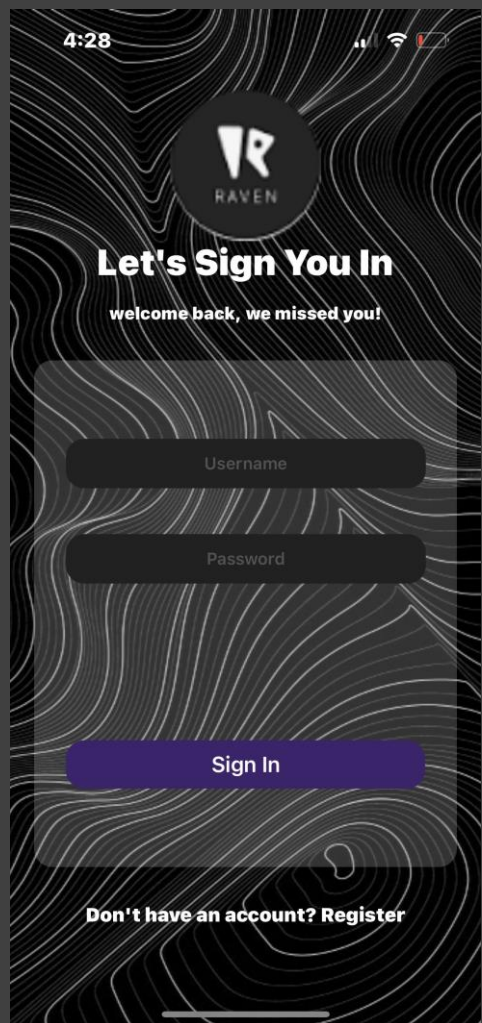 4:28
RAVEN
Let's Sign You In
welcome back, we missed you!
Username
Password
Sign In
Don't have an account? Register